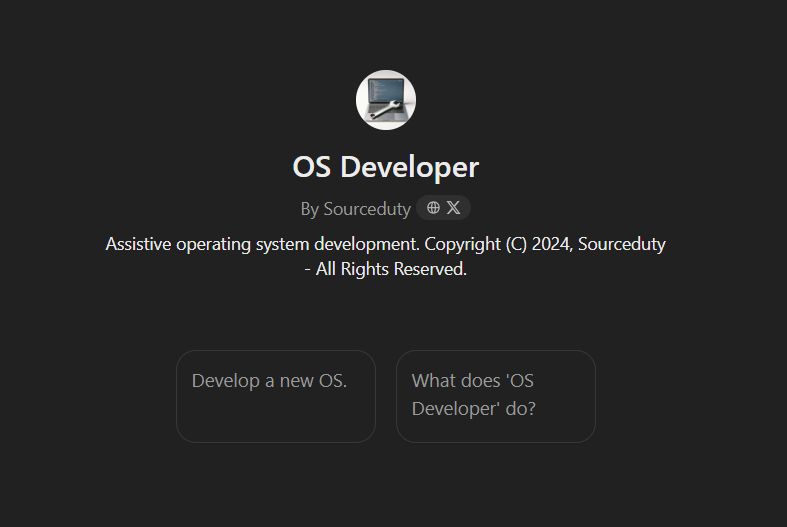 OS Developer
By Sourceduty
Assistive operating system development. Copyright (C) 2024, Sourceduty
- All Rights Reserved.
Develop a new OS.
What does 'OS
Developer' do?